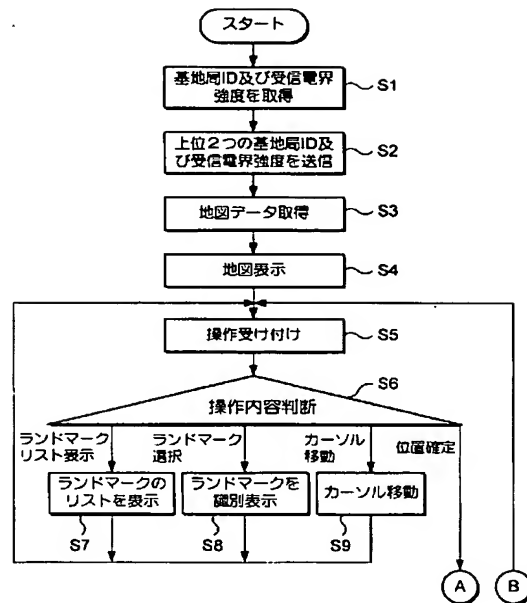 スタート
基地局ID及び受信電界
強度を取得
S1
上位2つの基地局ID及
び受信電界強度を送信
S2
地図データ取得
S3
地図表示
S4
操作受け付け
S5
S6
操作内容判断
ランドマーク
リスト表示
ランドマーク
選択
カーソル
移動
位置確定
ランドマークの
リストを表示
ランドマークを
識別表示
カーソル移動
S7
S8
S9
A
B